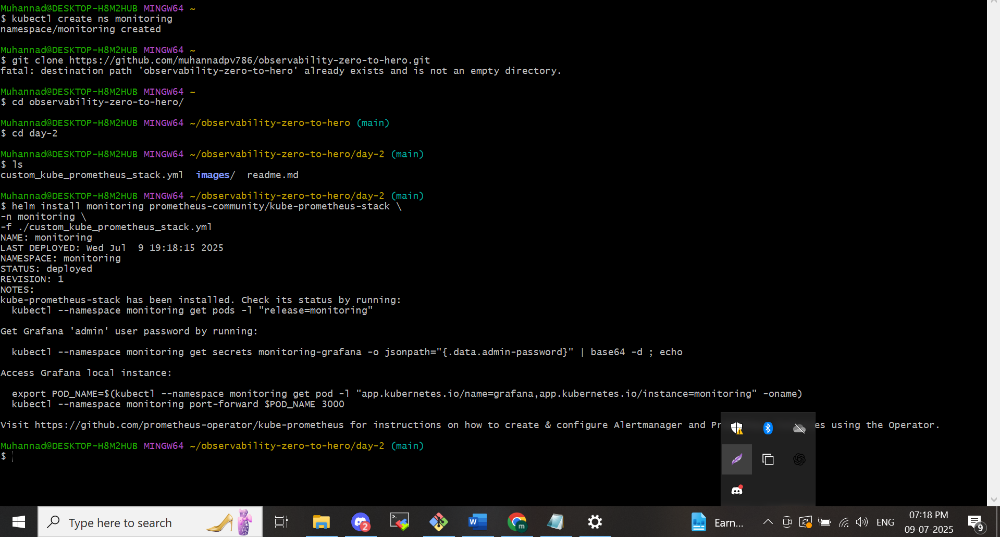 Muhannad@DESKTOP-H8M2HUB MINGW64 ~
$ kubectl create ns monitoring
namespace/monitoring created
Muhannad@DESKTOP-H8M2HUB MINGW64 ~
$ git clone https://github.com/muhannadpv786/observability-zero-to-hero.git
fatal: destination path 'observability-zero-to-hero' already exists and is not an empty directory.
Muhannad@DESKTOP-H8M2HUB MINGW64 ~
$ cd observability-zero-to-hero/
Muhannad@DESKTOP-H8M2HUB MINGW64 ~/observability-zero-to-hero (main)
$ cd day-2
Muhannad@DESKTOP-H8M2HUB MINGW64 ~/observability-zero-to-hero/day-2 (main)
$ ls
custom_kube_prometheus_stack.yml  images/  readme.md
Muhannad@DESKTOP-H8M2HUB MINGW64 ~/observability-zero-to-hero/day-2 (main)
$ helm install monitoring prometheus-community/kube-prometheus-stack \
-n monitoring \
-f ./custom_kube_prometheus_stack.yml
NAME: monitoring
LAST DEPLOYED: Wed Jul  9 19:18:15 2025
NAMESPACE: monitoring
STATUS: deployed
REVISION: 1
NOTES:
kube-prometheus-stack has been installed. Check its status by running:
  kubectl --namespace monitoring get pods -l "release=monitoring"
Get Grafana 'admin' user password by running:
  kubectl --namespace monitoring get secrets monitoring-grafana -o jsonpath="{.data.admin-password}" | base64 -d ; echo
Access Grafana local instance:
  export POD_NAME=$(kubectl --namespace monitoring get pod -l "app.kubernetes.io/name=grafana,app.kubernetes.io/instance=monitoring" -oname)
  kubectl --namespace monitoring port-forward $POD_NAME 3000
Visit https://github.com/prometheus-operator/kube-prometheus for instructions on how to create & configure Alertmanager and Pr es using the Operator.
Muhannad@DESKTOP-H8M2HUB MINGW64 ~/observability-zero-to-hero/day-2 (main)
$
Type here to search
2
W
m
Earn...
ENG
07:18 PM
09-07-2025
9